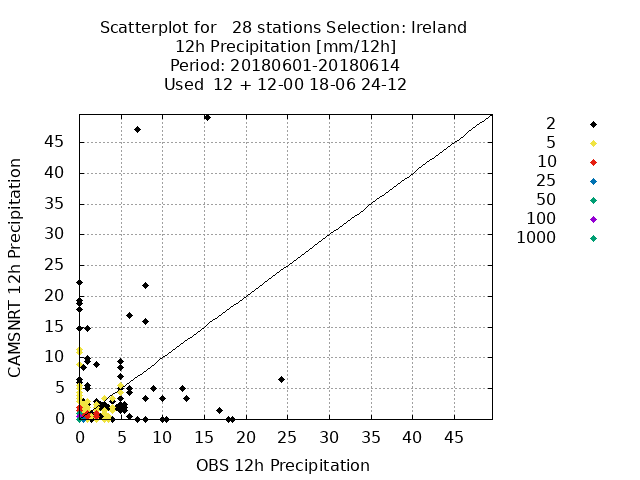 Scatterplot for 28 stations Selection: Ireland
12h Precipitation [mm/12h]
Period: 20180601-20180614
Used 12 + 12-00 18-06 24-12
2
5
10
25
50
100
1000
CAMSNRT 12h Precipitation
45
40
35
30
25
20
15
10
5
0
0 5 10 15 20 25 30 35 40 45
OBS 12h Precipitation